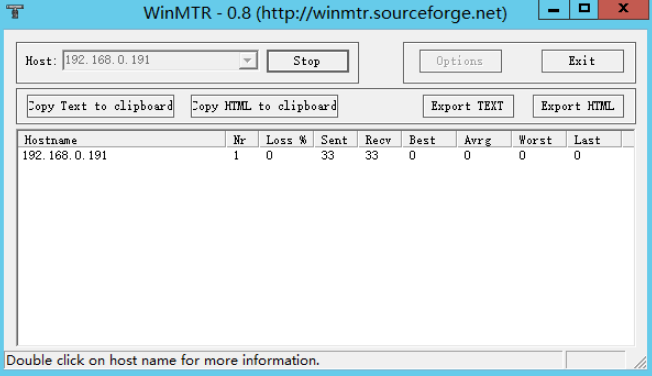 WinMTR - 0.8 (http://winmtr.sourceforge.net)
Host: 192.168.0.191 Stop Options Exit
Copy Text to clipboard Copy HTML to clipboard Export TEXT Export HTML
Hostname Nr Loss % Sent Recv Best Avrg Worst Last
192.168.0.191 1 0 33 33 0 0 0 0
Double click on host name for more information.